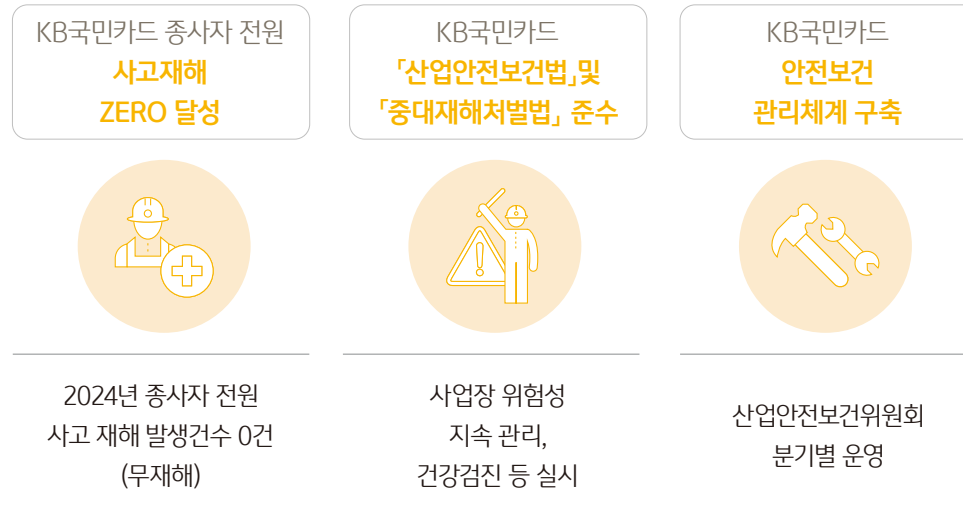 KB국민카드 종사자 전원
사고재해
ZERO 달성
KB국민카드
「산업안전보건법」및
「중대재해처벌법」 준수
KB국민카드
안전보건
관리체계 구축
2024년 종사자 전원
사고 재해 발생건수 0건
(무재해)
사업장 위험성
지속 관리,
건강검진 등 실시
산업안전보건위원회
분기별 운영